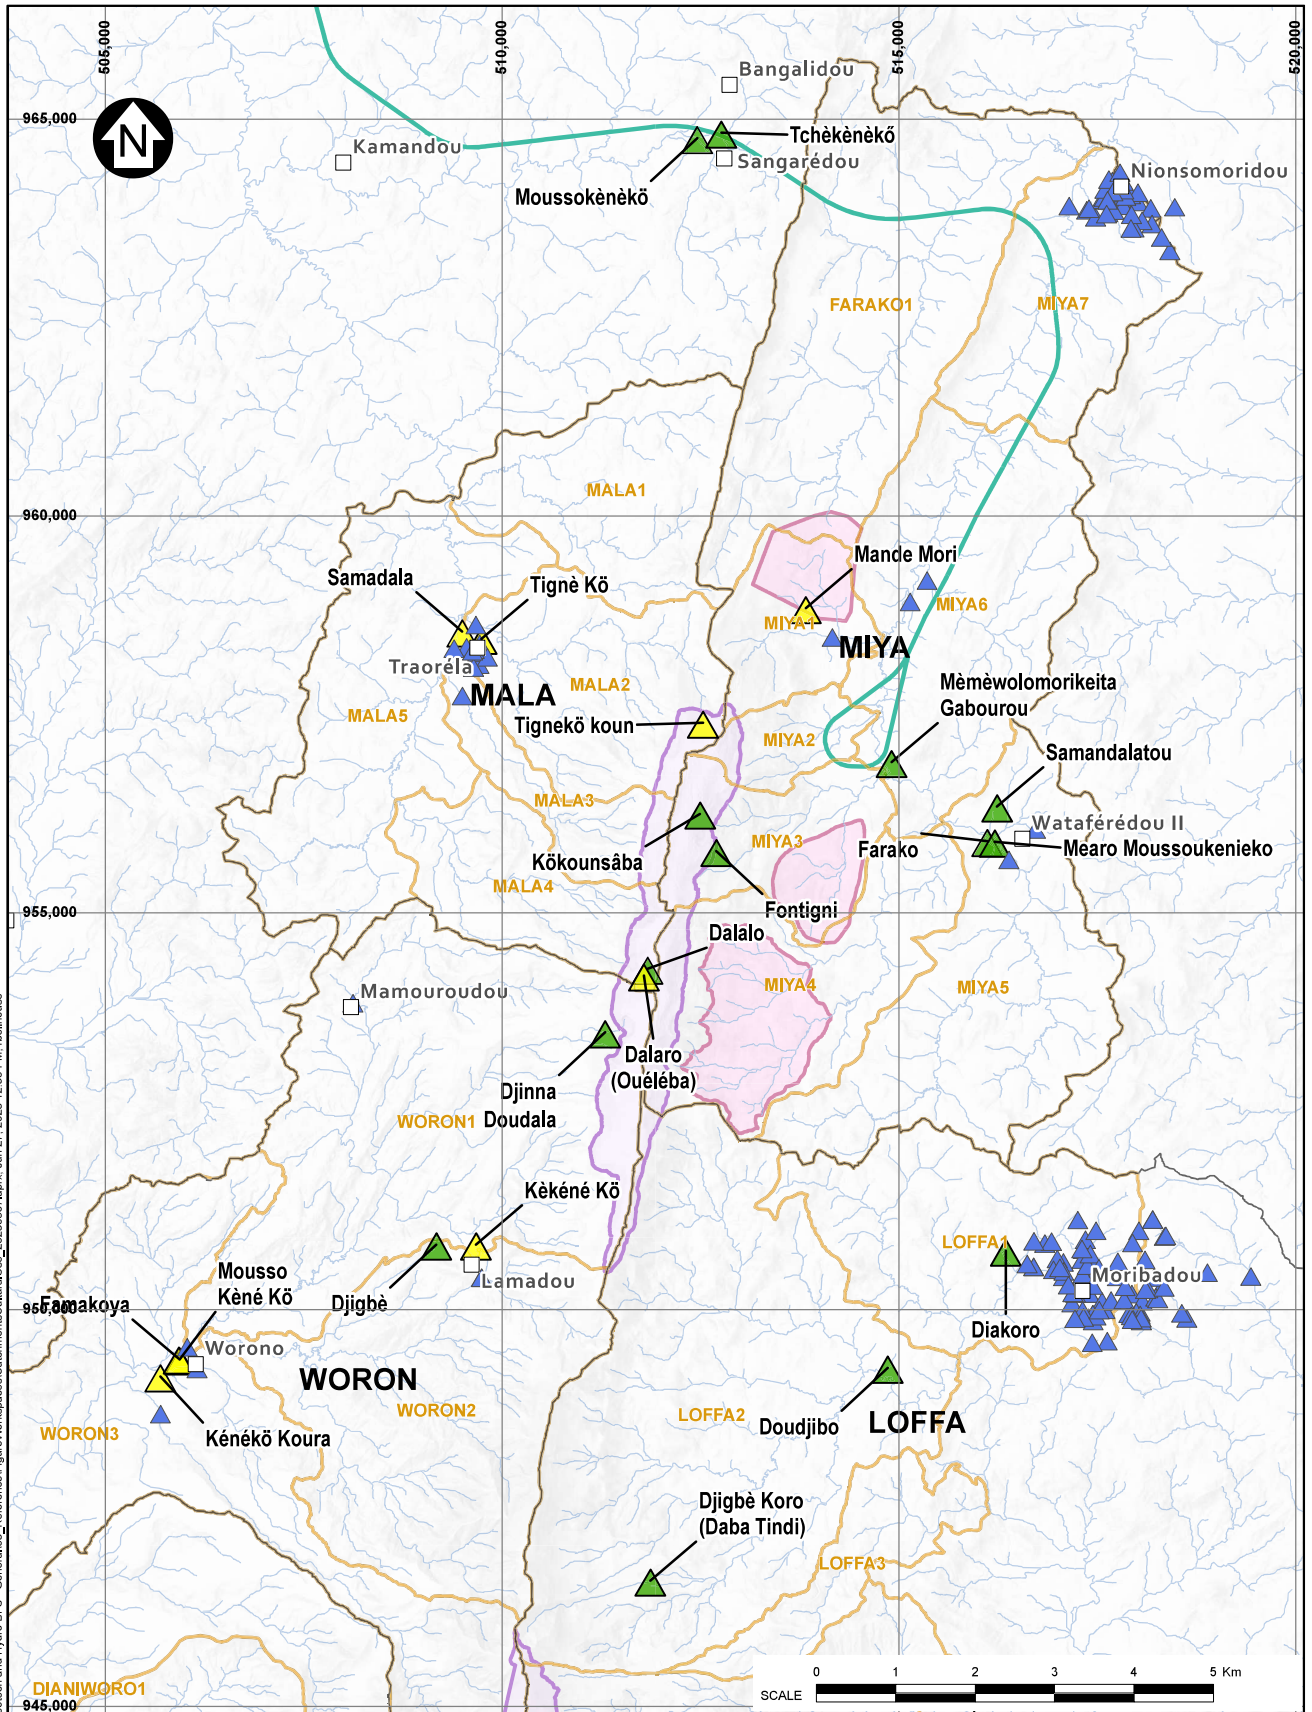 505,000
510,000
515,000
520,000
Bangalidou
965,000
N
Kamandou
Tchèkènèkő
Sangarédou
Nionsomoridou
Moussokènèkö
FARAKO1
MIYA7
MALA1
960,000
Mande Mori
Samadala
Tignè Kö
MIYA6
MIYA1
MIYA
Traoréla
MALA2
MALA
Mèmèwolomorikeita
Gabourou
MALA5
Tignekö koun
MIYA2
Samandalatou
MALA3
Wataférédou II
MIYA3
Farako
Mèaro Moussoukenieko
Kökounsâba
MALA4
Fontigni
955,000
Dalalo
Mamouroudou
MIYA4
MIYA5
Dalaro
(Ouéléba)
Djinna
Doudala
WORON1
Kèkéné Kö
LOFFA1
Mousso
Kèné Kö
Lamadou
Moribadou
Famakoya
950,000
Djigbè
Diakoro
Worono
WORON
WORON2
LOFFA2
Doudjibo
LOFFA
WORON3
Kénékö Koura
Djigbè Koro
(Daba Tindi)
LOFFA3
DIANIWORO1
945,000
0 1 2 3 4 5 Km
SCALE